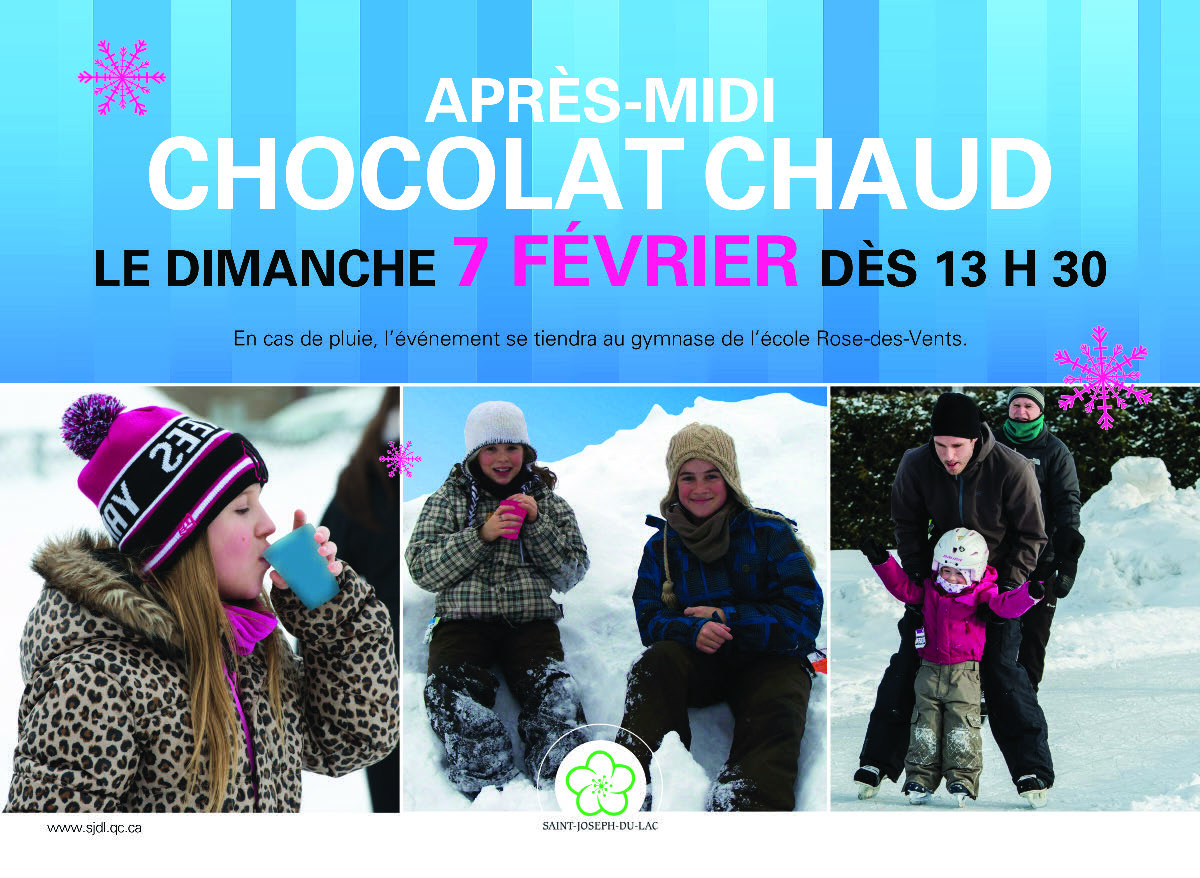 APRÈS-MIDI
CHOCOLAT CHAUD
LE DIMANCHE 7 FÉVRIER DÈS 13 H 30
En cas de pluie, l'événement se tiendra au gymnase de l'école Rose-des-Vents.
www.sjdl.qc.ca
SAINT-JOSEPH-DU-LAC